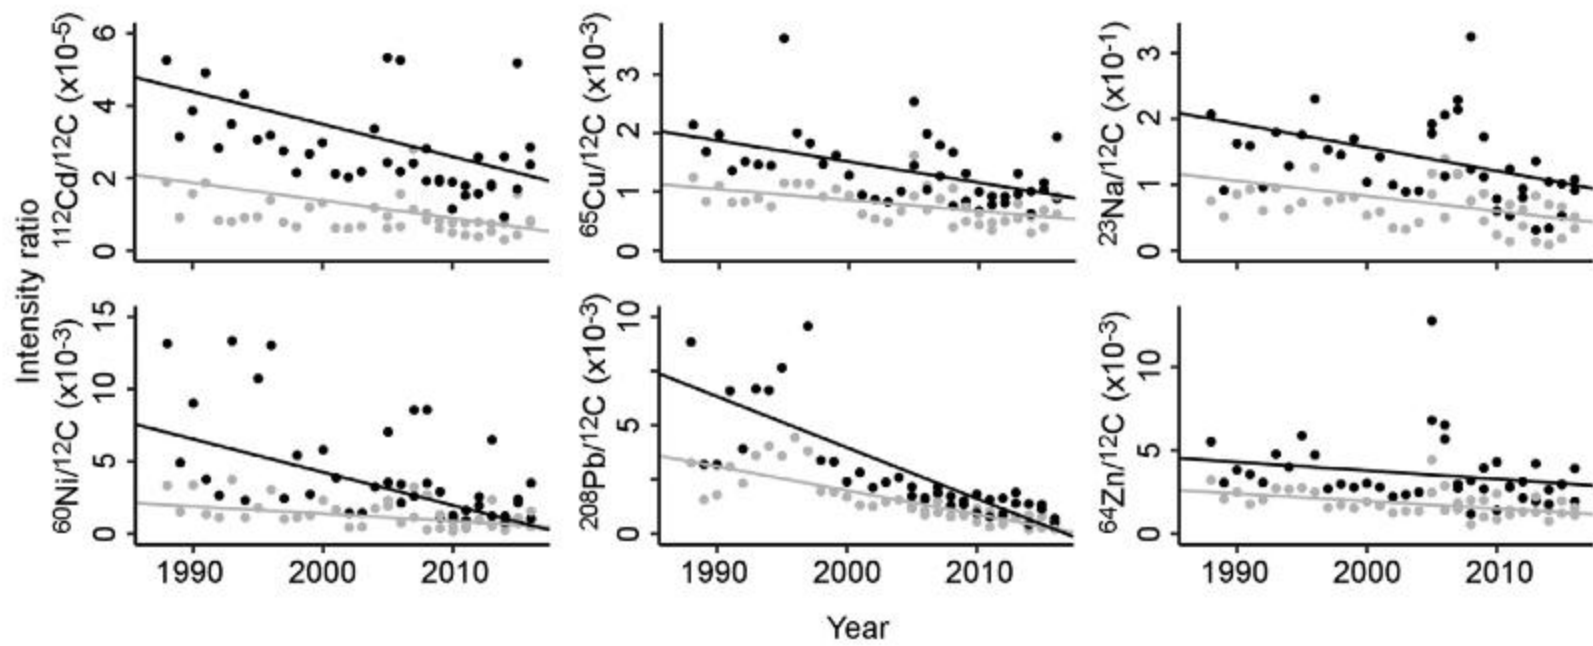 Intensity ratio
112Cd/12C (x10-5)
6
4
2
0
65Cu/12C (x10-3)
3
2
1
0
23Na/12C (x10-1)
3
2
1
0
60Ni/12C (x10-3)
15
10
5
0
1990 2000 2010
208Pb/12C (x10-3)
10
5
0
1990 2000 2010
64Zn/12C (x10-3)
10
5
0
1990 2000 2010
Year